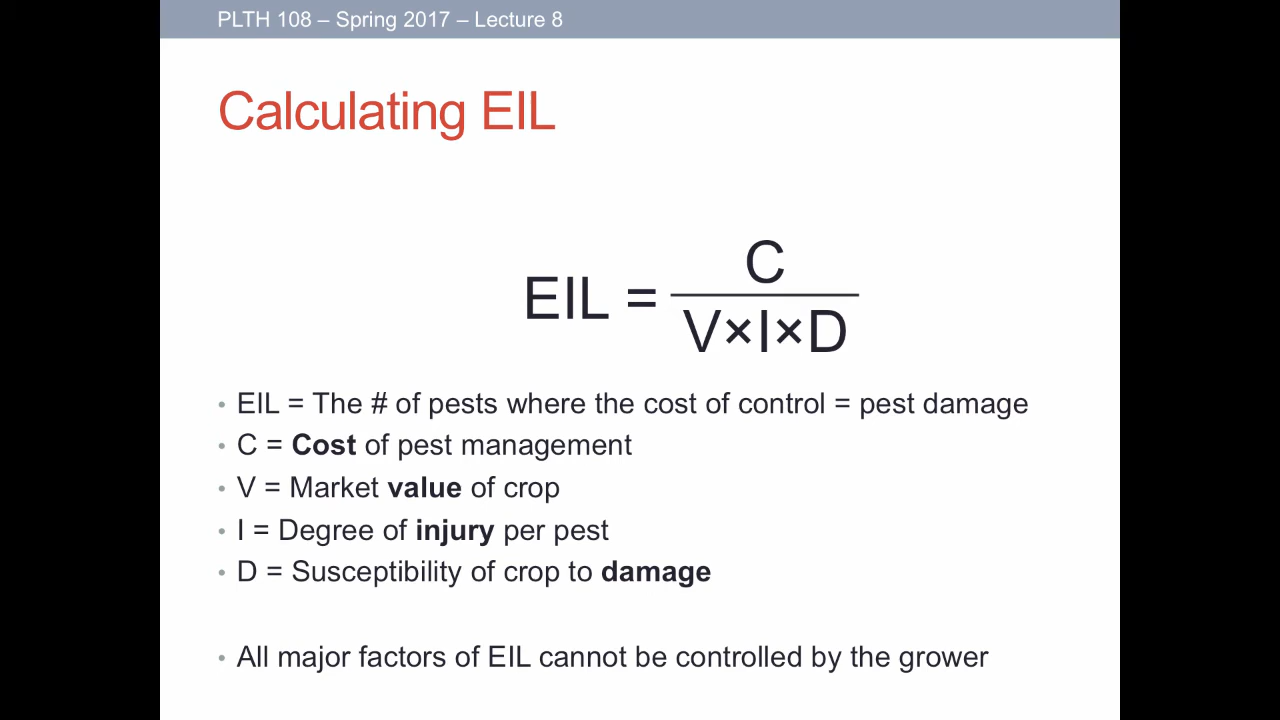 PLTH 108 – Spring 2017 – Lecture 8
Calculating EIL
EIL = C
V×I×D
• EIL = The # of pests where the cost of control = pest damage
• C = Cost of pest management
• V = Market value of crop
• I = Degree of injury per pest
• D = Susceptibility of crop to damage
• All major factors of EIL cannot be controlled by the grower